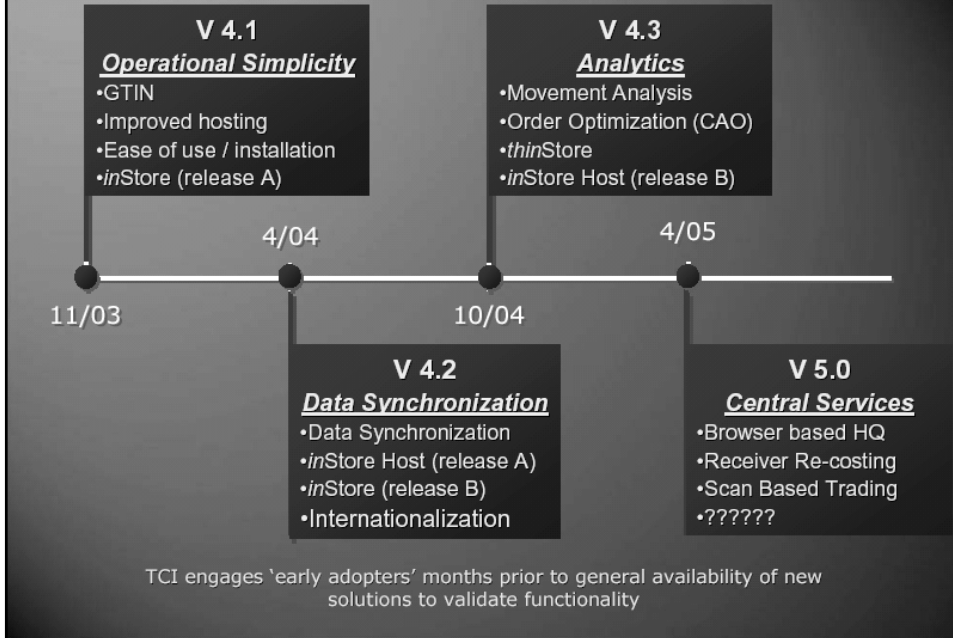 V 4.1
Operational Simplicity
•GTIN
•Improved hosting
•Ease of use / installation
•inStore (release A)
V 4.3
Analytics
•Movement Analysis
•Order Optimization (CAO)
•thinStore
•inStore Host (release B)
4/04
4/05
11/03
10/04
V 4.2
Data Synchronization
•Data Synchronization
•inStore Host (release A)
•inStore (release B)
•Internationalization
V 5.0
Central Services
•Browser based HQ
•Receiver Re-costing
•Scan Based Trading
•??????
TCI engages ‘early adopters’ months prior to general availability of new
solutions to validate functionality